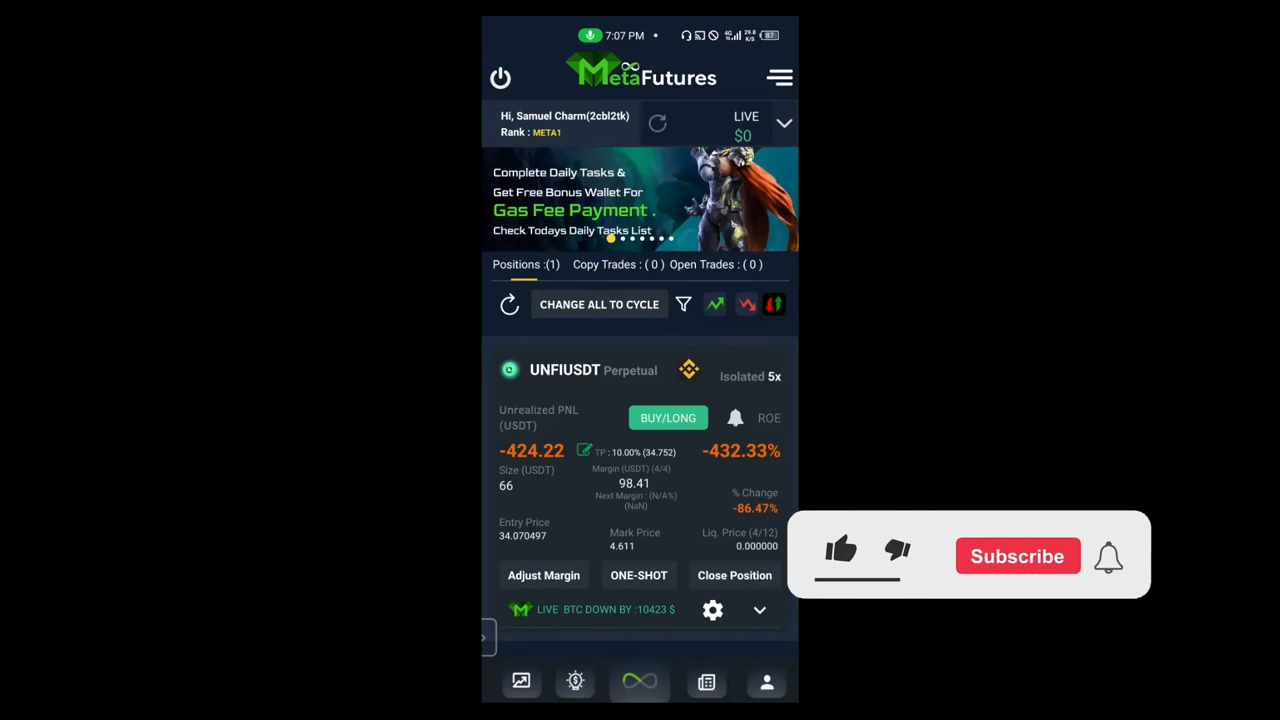 7:07 PM
4G
29.8
K/S
87
MetaFutures
Hi, Samuel Charm(2cbl2tk)
Rank : META1
LIVE
$0
Complete Daily Tasks &
Get Free Bonus Wallet For
Gas Fee Payment .
Check Todays Daily Tasks List
Positions :(1) Copy Trades : ( 0 ) Open Trades : ( 0 )
CHANGE ALL TO CYCLE
UNFIUSDT Perpetual
Isolated 5x
Unrealized PNL
(USDT)
BUY/LONG
ROE
-424.22
TP : 10.00% (34.752)
-432.33%
Size (USDT)
66
Margin (USDT) (4/4)
98.41
Next Margin : (N/A%)
(NaN)
% Change
-86.47%
Entry Price
34.070497
Mark Price
4.611
Liq. Price (4/12)
0.000000
Adjust Margin
ONE-SHOT
Close Position
LIVE BTC DOWN BY :10423 $
Subscribe